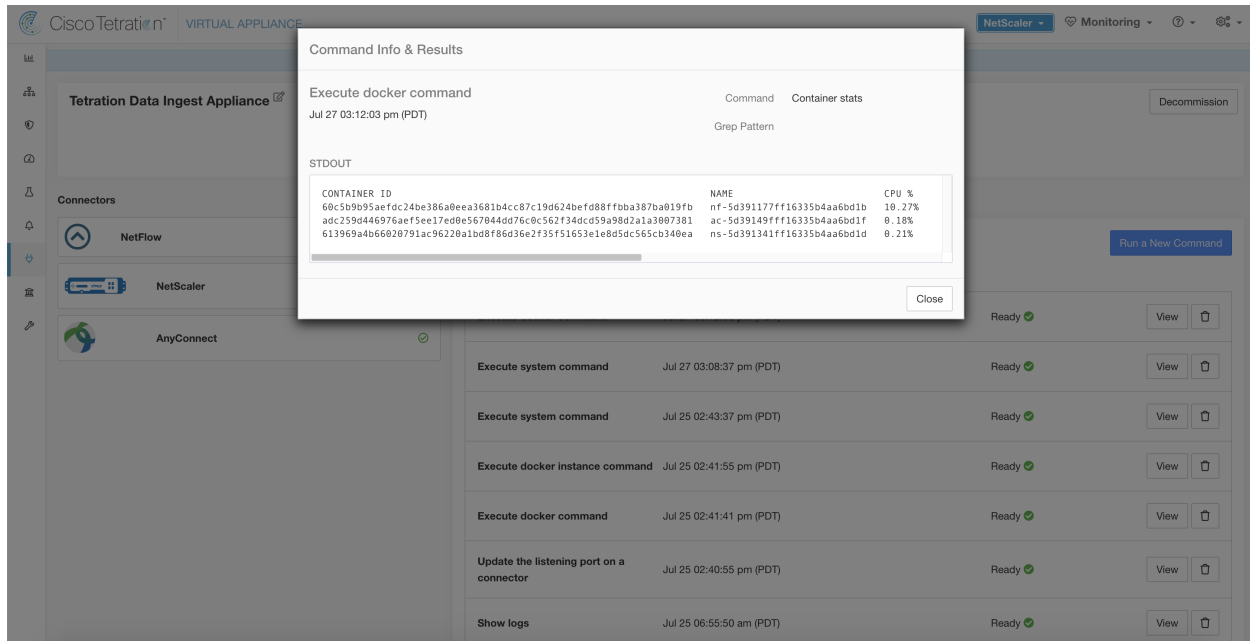 Cisco Tetration™ VIRTUAL APPLIANCE
NetScaler Monitoring ?
Command Info & Results
Execute docker command
Jul 27 03:12:03 pm (PDT)
Command Container stats
Grep Pattern
STDOUT
CONTAINER ID NAME CPU %
60c5b9b95aefdc24be386a0eea3681b4cc87c19d624befd88ffbba387ba019fb nf-5d391177ff16335b4aa6bd1b 10.27%
adc259d446976aef5ee17ed0e567044dd76c0c562f34dcd59a98d2a1a3007381 ac-5d39149fff16335b4aa6bd1f 0.18%
613969a4b66020791ac96220a1bd8f86d36e2f35f51653e1e8d5dc565cb340ea ns-5d391341ff16335b4aa6bd1d 0.21%
Close
Tetration Data Ingest Appliance
Decommission
Connectors
NetFlow
NetScaler
AnyConnect
Run a New Command
Ready View
Execute system command Jul 27 03:08:37 pm (PDT) Ready View
Execute system command Jul 25 02:43:37 pm (PDT) Ready View
Execute docker instance command Jul 25 02:41:55 pm (PDT) Ready View
Execute docker command Jul 25 02:41:41 pm (PDT) Ready View
Update the listening port on a
connector Jul 25 02:40:55 pm (PDT) Ready View
Show logs Jul 25 06:55:50 am (PDT) Ready View